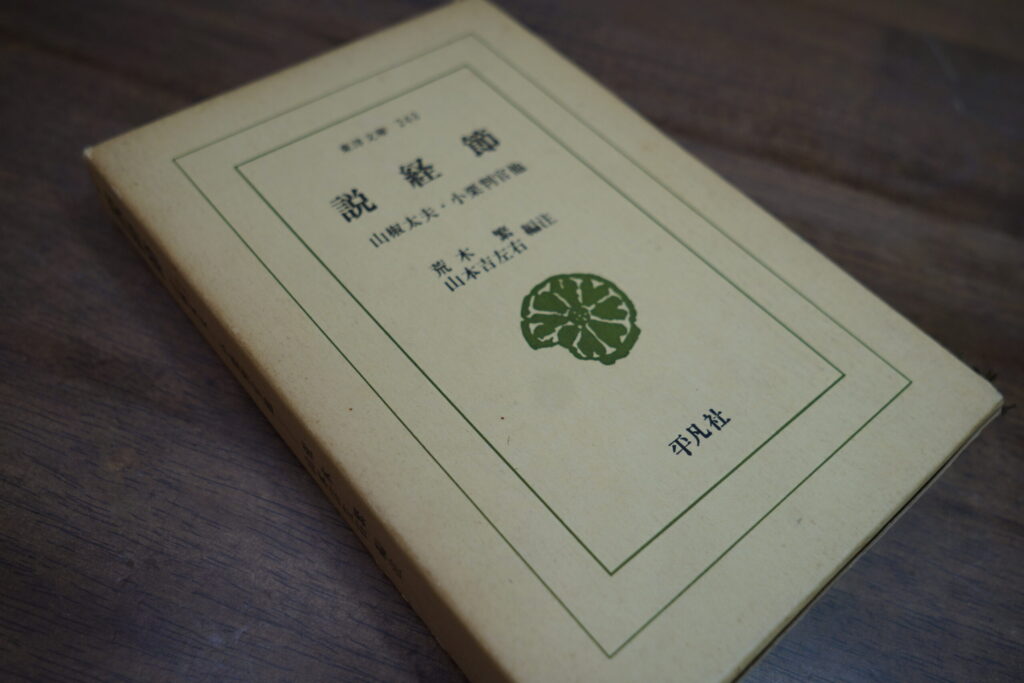 東洋文庫 243
説経節
山椒太夫・小栗判官他
荒木 繁
山本吉左右 編注
平凡社